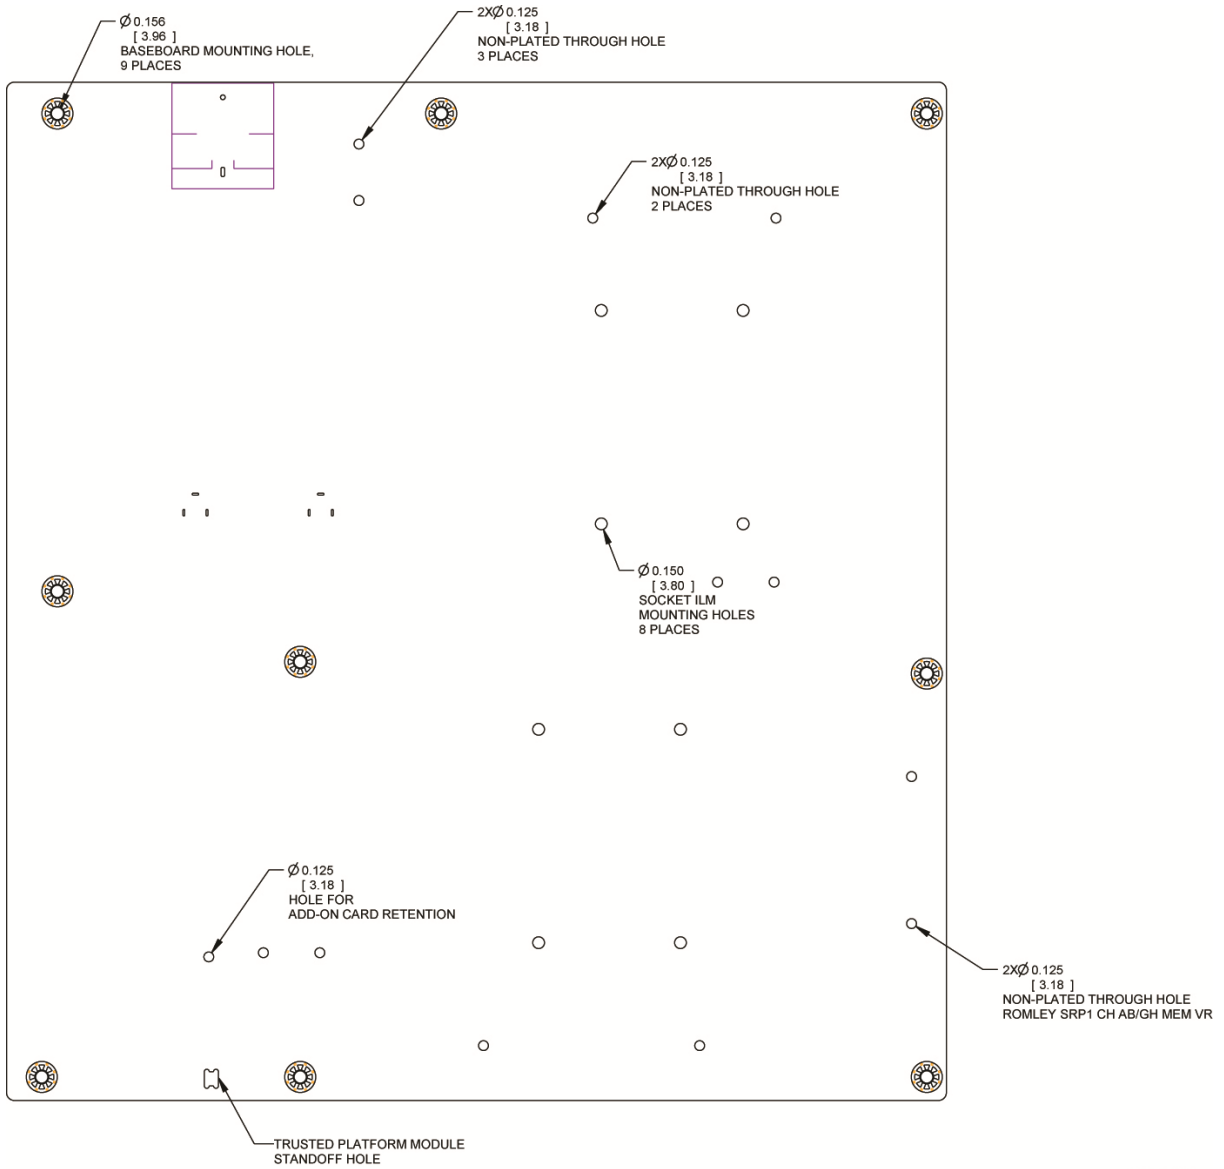 Ø 0.156
[ 3.96 ]
BASEBOARD MOUNTING HOLE,
9 PLACES
2XØ 0.125
[ 3.18 ]
NON-PLATED THROUGH HOLE
3 PLACES
2XØ 0.125
[ 3.18 ]
NON-PLATED THROUGH HOLE
2 PLACES
Ø 0.150
[ 3.80 ]
SOCKET ILM
MOUNTING HOLES
8 PLACES
Ø 0.125
[ 3.18 ]
HOLE FOR
ADD-ON CARD RETENTION
2XØ 0.125
[ 3.18 ]
NON-PLATED THROUGH HOLE
ROMLEY SRP1 CH AB/GH MEM VR
TRUSTED PLATFORM MODULE
STANDOFF HOLE